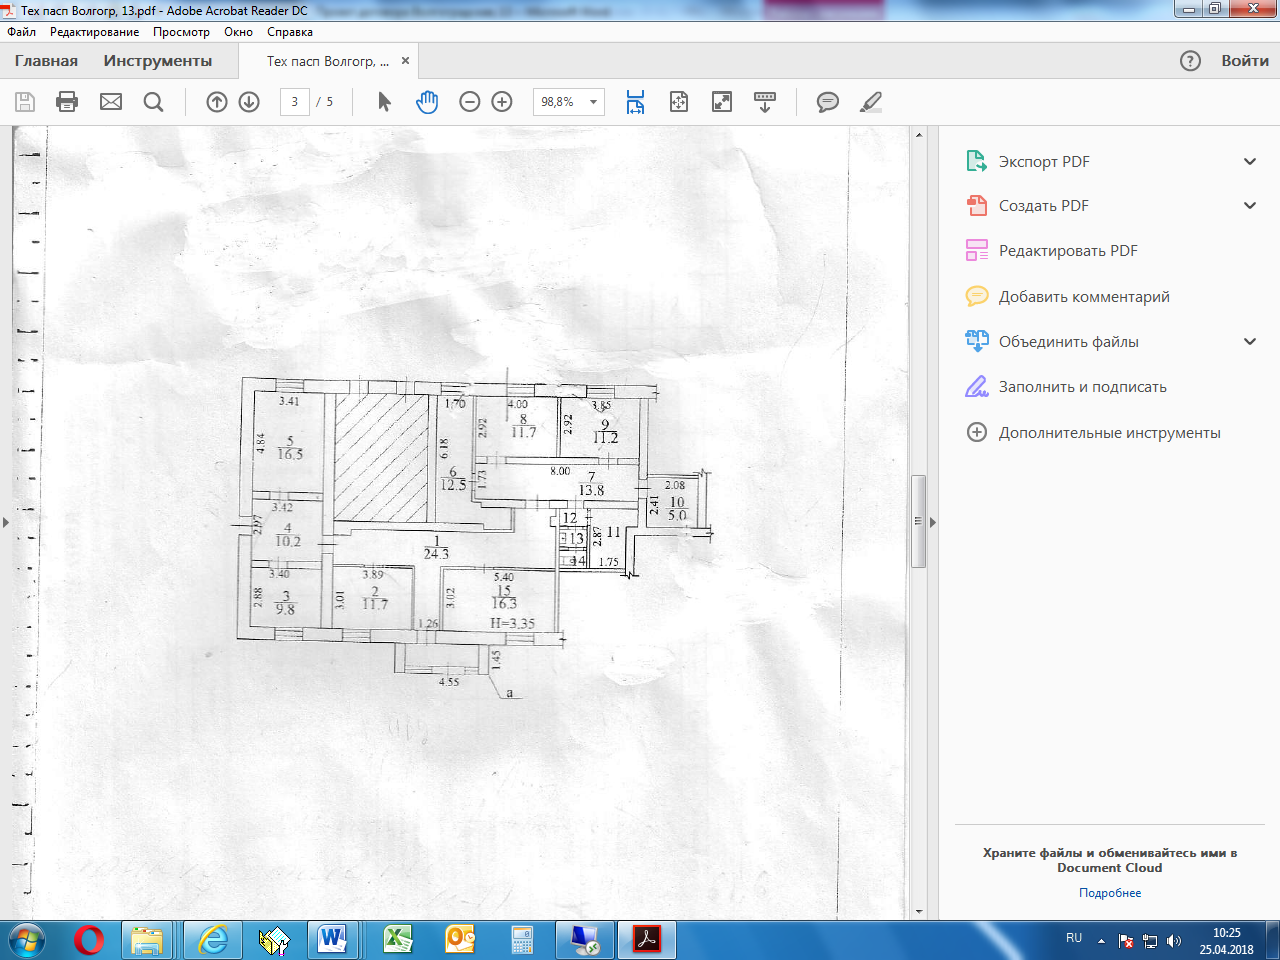 Тех пасп Волгогр, 13.pdf - Adobe Acrobat Reader DC
Файл Редактирование Просмотр Окно Справка
Главная Инструменты Тех пасп Волгогр, ... × ? Войти
3 / 5 98,8%
Экспорт PDF
Создать PDF
Редактировать PDF
Добавить комментарий
Объединить файлы
Заполнить и подписать
Дополнительные инструменты
3.41 1.70 4.00 3.85
4.84 5 16.5 6.18 2.92 8 11.7 2.92 9 11.2
6 12.5 1.73 8.00 7 13.8
2.08 2.41 10 5.0
3.42 2.97 4 10.2
1 24.3
12 13 14 2.87 11 1.75
3.40 2.88 3 9.8
3.89 3.01 2 11.7
5.40 3.02 15 16.3
1.26 H=3.35
1.45
4.55 a
Храните файлы и обменивайтесь ими в
Document Cloud
Подробнее
RU 10:25
25.04.2018